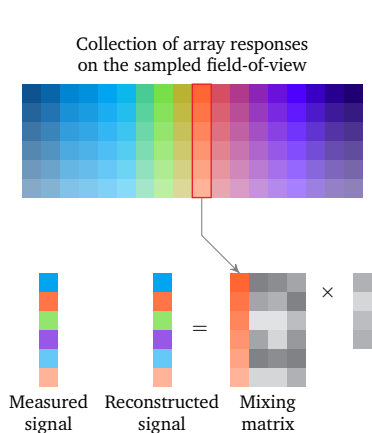 Collection of array responses
on the sampled field-of-view
×
=
Measured
signal
Reconstructed
signal
Mixing
matrix